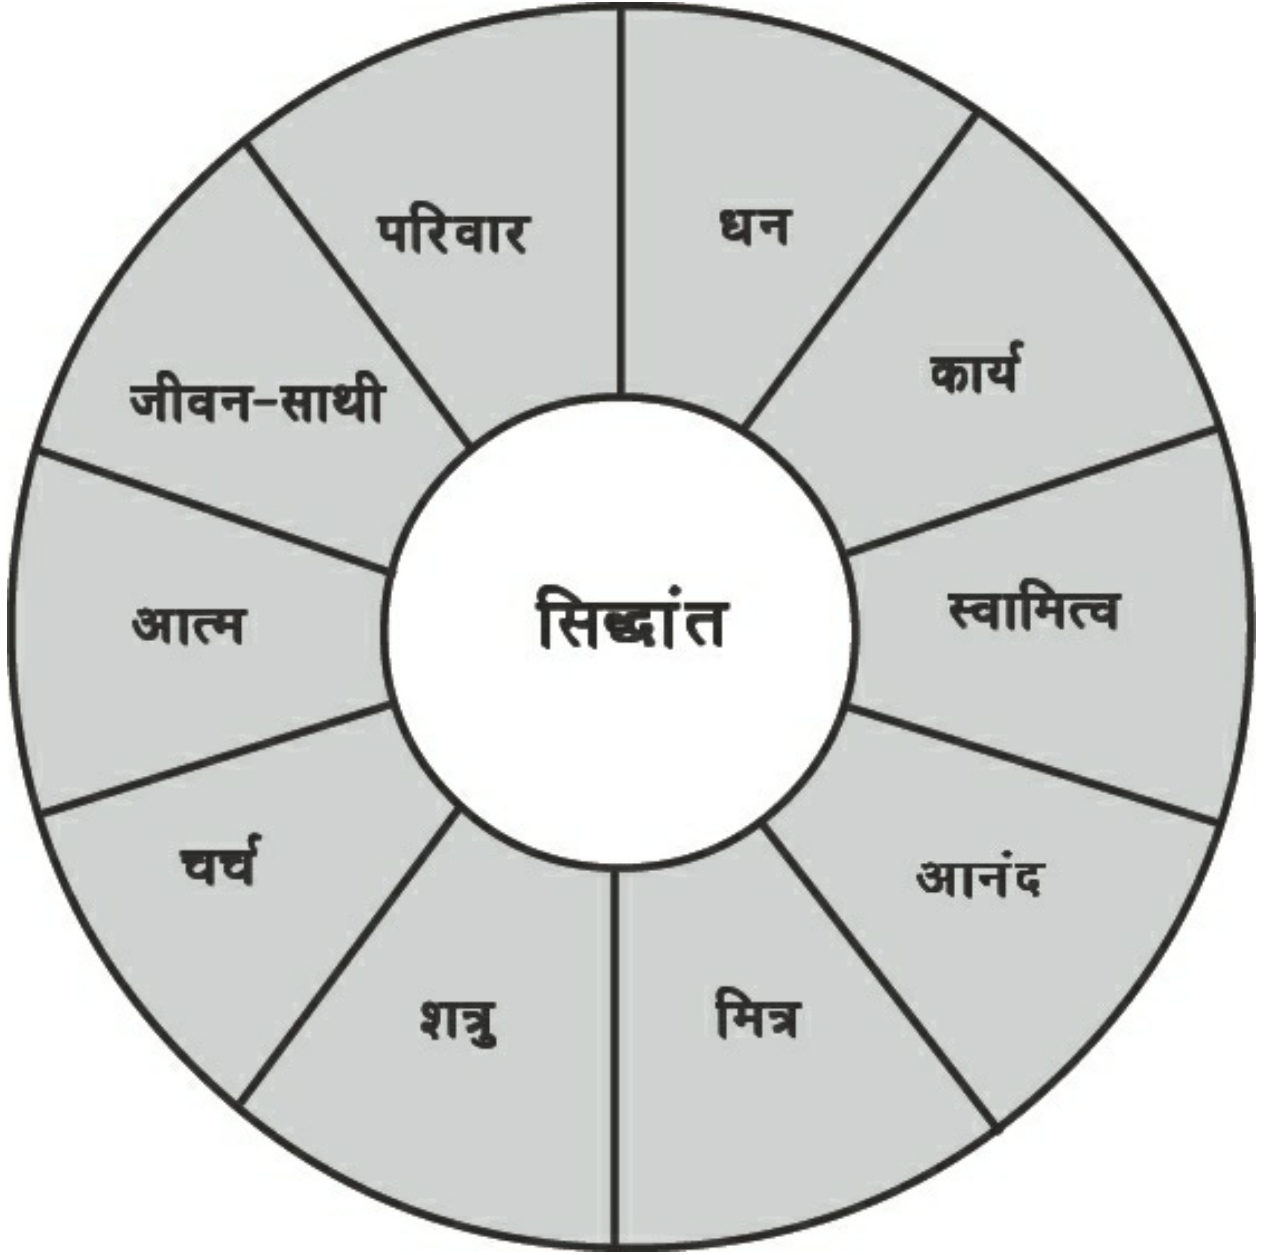 परिवार
धन
जीवन-साथी
कार्य
आत्म
सिद्धांत
स्वामित्व
चर्च
आनंद
शत्रु
मित्र